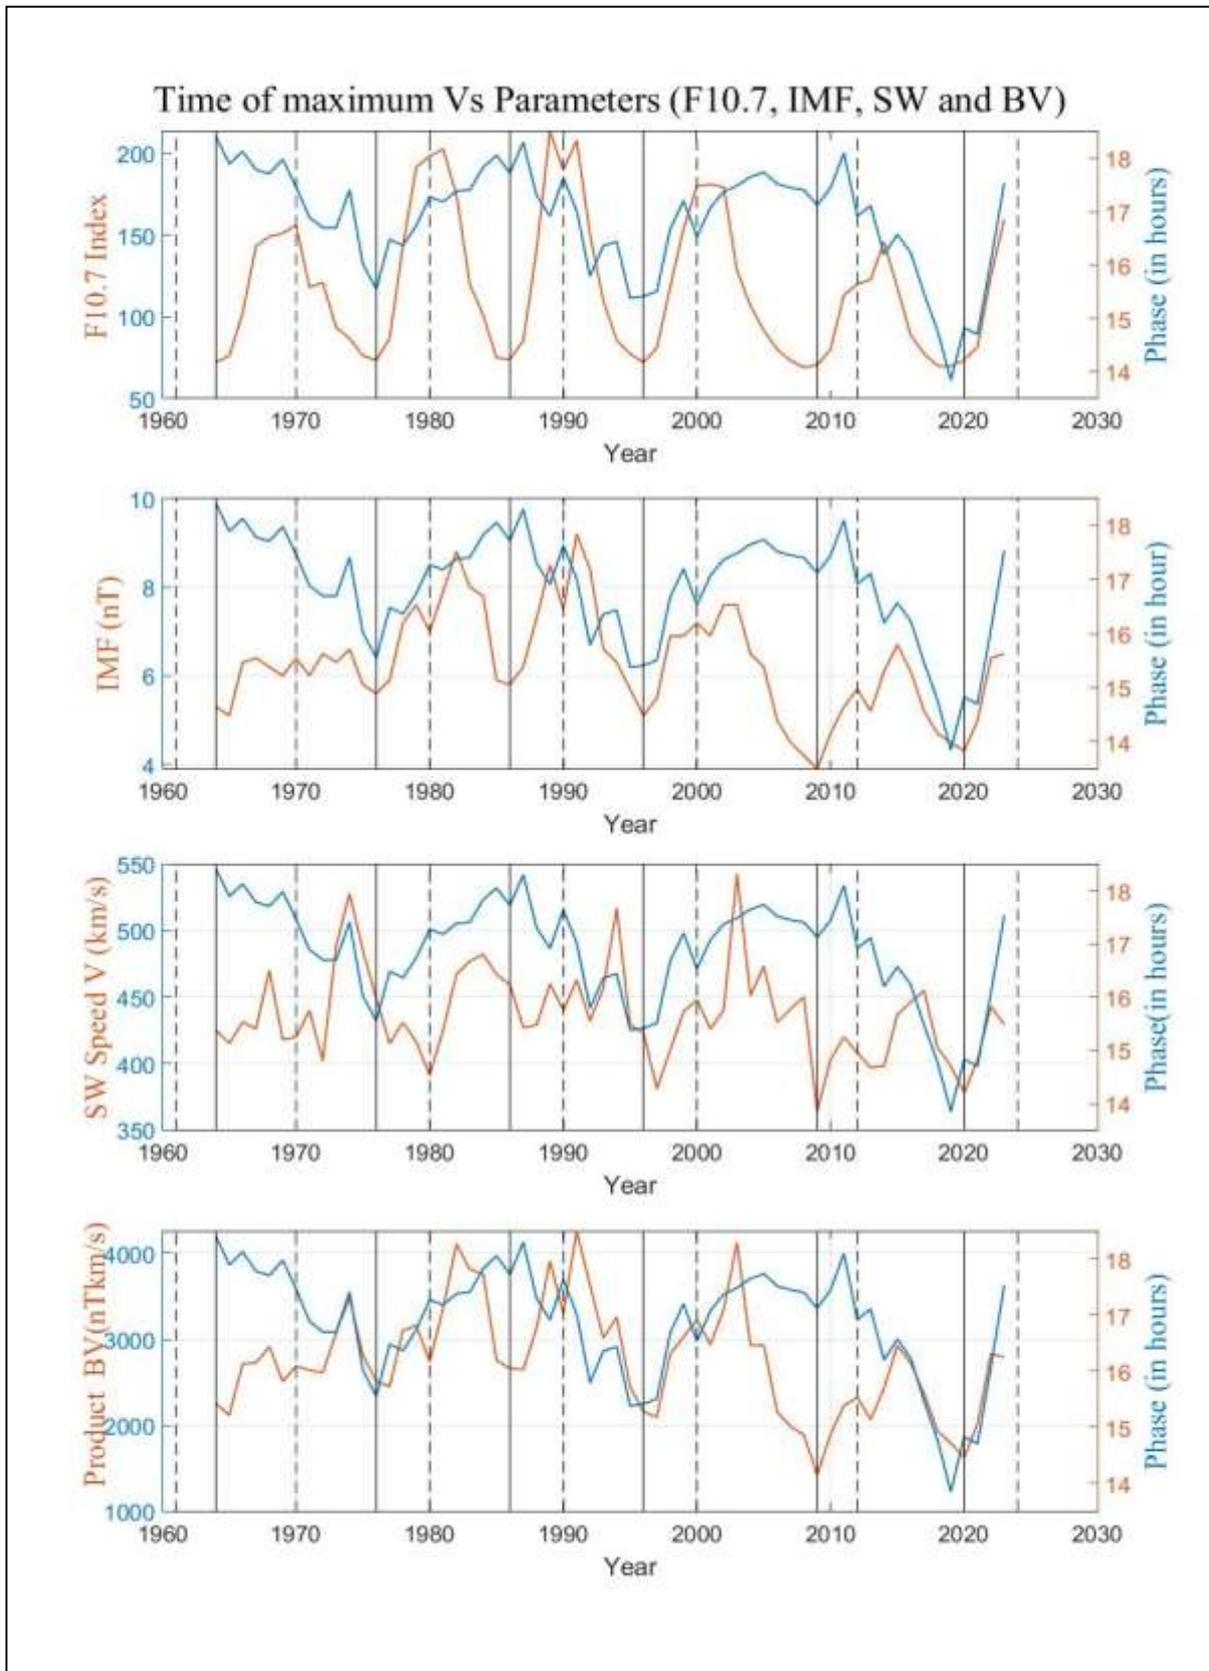 Time of maximum Vs Parameters (F10.7, IMF, SW and BV)
F10.7 Index
200
150
100
50
18
17
16
15
14
Phase (in hours)
1960 1970 1980 1990 2000 2010 2020 2030
Year
IMF (nT)
10
8
6
4
18
17
16
15
14
Phase (in hour)
1960 1970 1980 1990 2000 2010 2020 2030
Year
SW Speed V (km/s)
550
500
450
400
350
18
17
16
15
14
Phase(in hours)
1960 1970 1980 1990 2000 2010 2020 2030
Year
Product BV(nTkm/s)
4000
3000
2000
1000
18
17
16
15
14
Phase (in hours)
1960 1970 1980 1990 2000 2010 2020 2030
Year